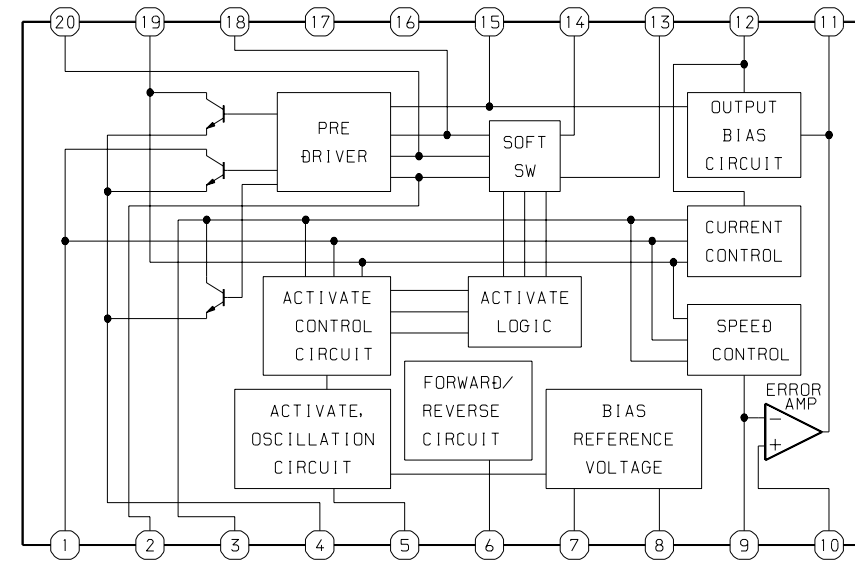 20 19 18 17 16 15 14 13 12 11
PRE
DRIVER
SOFT
SW
OUTPUT
BIAS
CIRCUIT
CURRENT
CONTROL
ACTIVATE
CONTROL
CIRCUIT
ACTIVATE
LOGIC
SPEED
CONTROL
FORWARD/
REVERSE
CIRCUIT
ERROR
AMP
−
+
ACTIVATE,
OSCILLATION
CIRCUIT
BIAS
REFERENCE
VOLTAGE
1 2 3 4 5 6 7 8 9 10